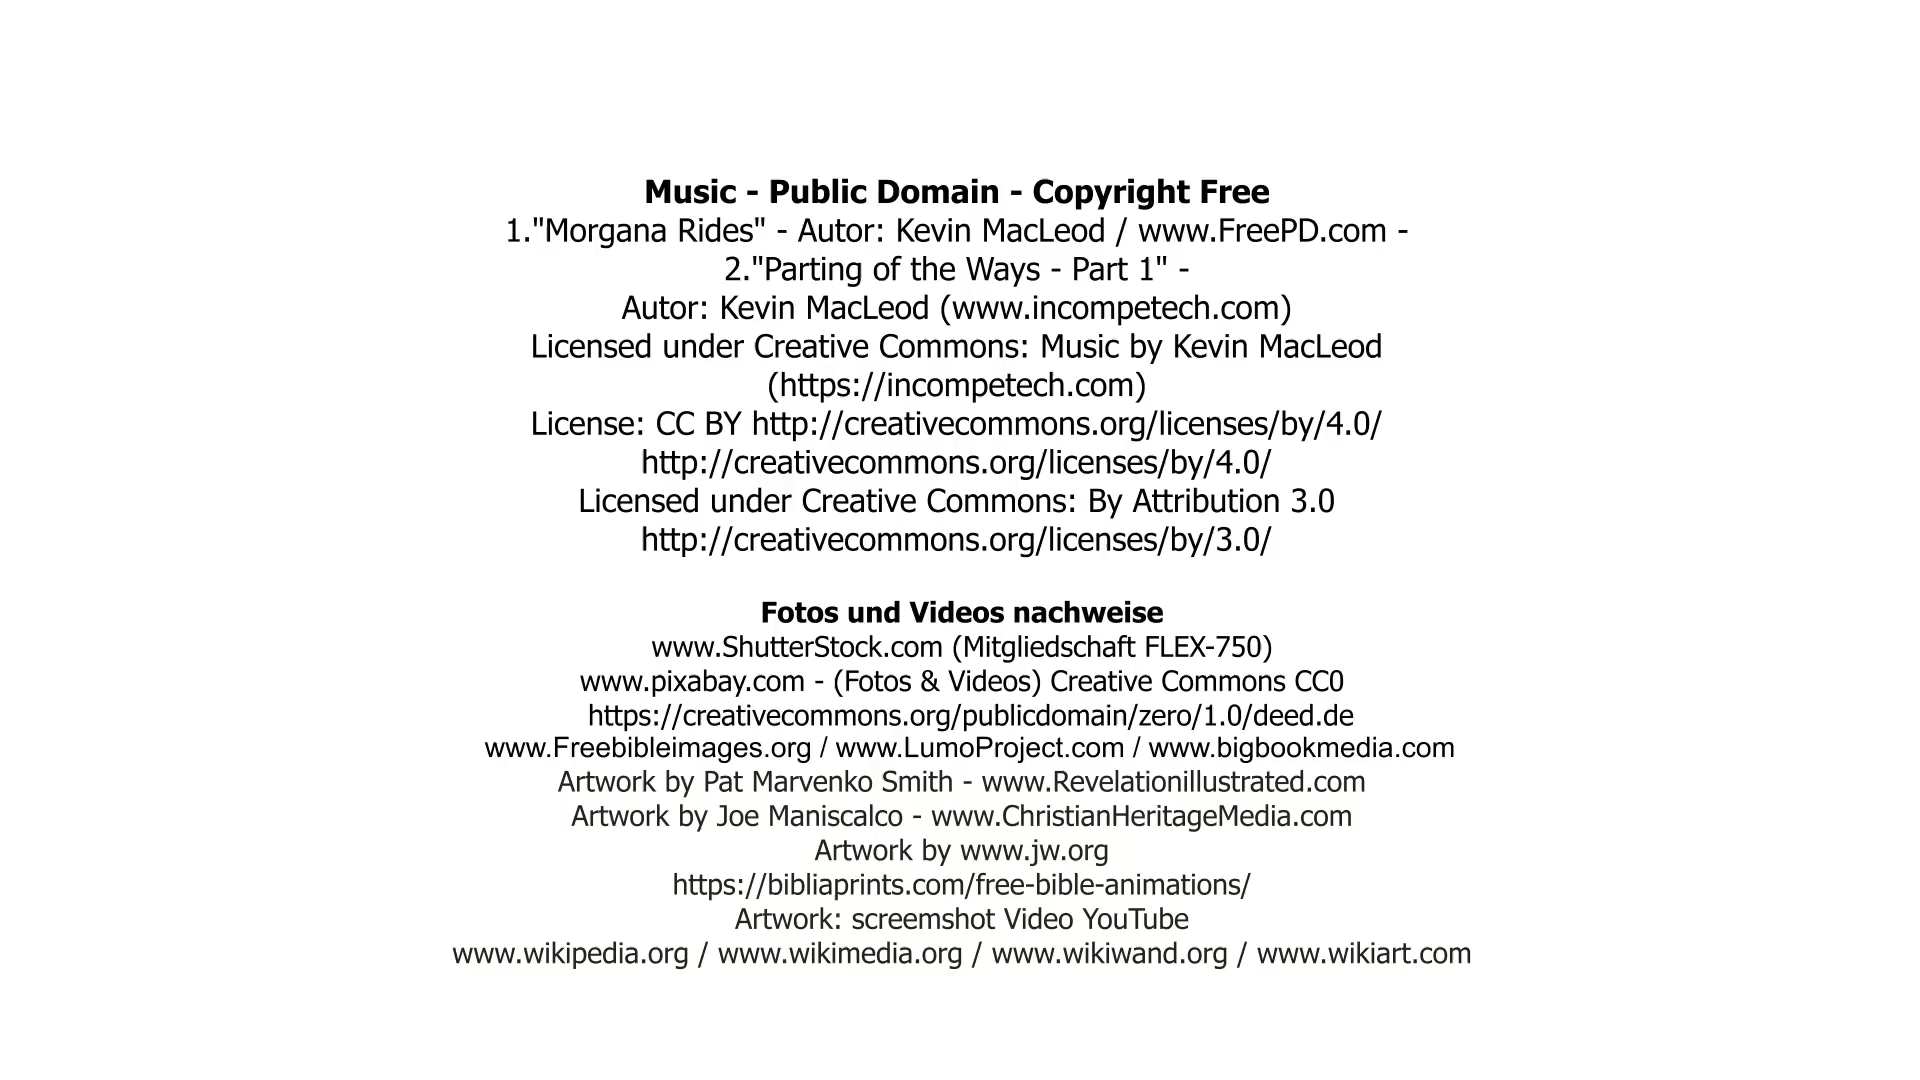 Music - Public Domain - Copyright Free
1."Morgana Rides" - Autor: Kevin MacLeod / www.FreePD.com -
2."Parting of the Ways - Part 1" -
Autor: Kevin MacLeod (www.incompetech.com)
Licensed under Creative Commons: Music by Kevin MacLeod
(https://incompetech.com)
License: CC BY http://creativecommons.org/licenses/by/4.0/
http://creativecommons.org/licenses/by/4.0/
Licensed under Creative Commons: By Attribution 3.0
http://creativecommons.org/licenses/by/3.0/
Fotos und Videos nachweise
www.ShutterStock.com (Mitgliedschaft FLEX-750)
www.pixabay.com - (Fotos & Videos) Creative Commons CC0
https://creativecommons.org/publicdomain/zero/1.0/deed.de
www.Freebibleimages.org / www.LumoProject.com / www.bigbookmedia.com
Artwork by Pat Marvenko Smith - www.Revelationillustrated.com
Artwork by Joe Maniscalco - www.ChristianHeritageMedia.com
Artwork by www.jw.org
https://bibliaprints.com/free-bible-animations/
Artwork: screemshot Video YouTube
www.wikipedia.org / www.wikimedia.org / www.wikiwand.org / www.wikiart.com